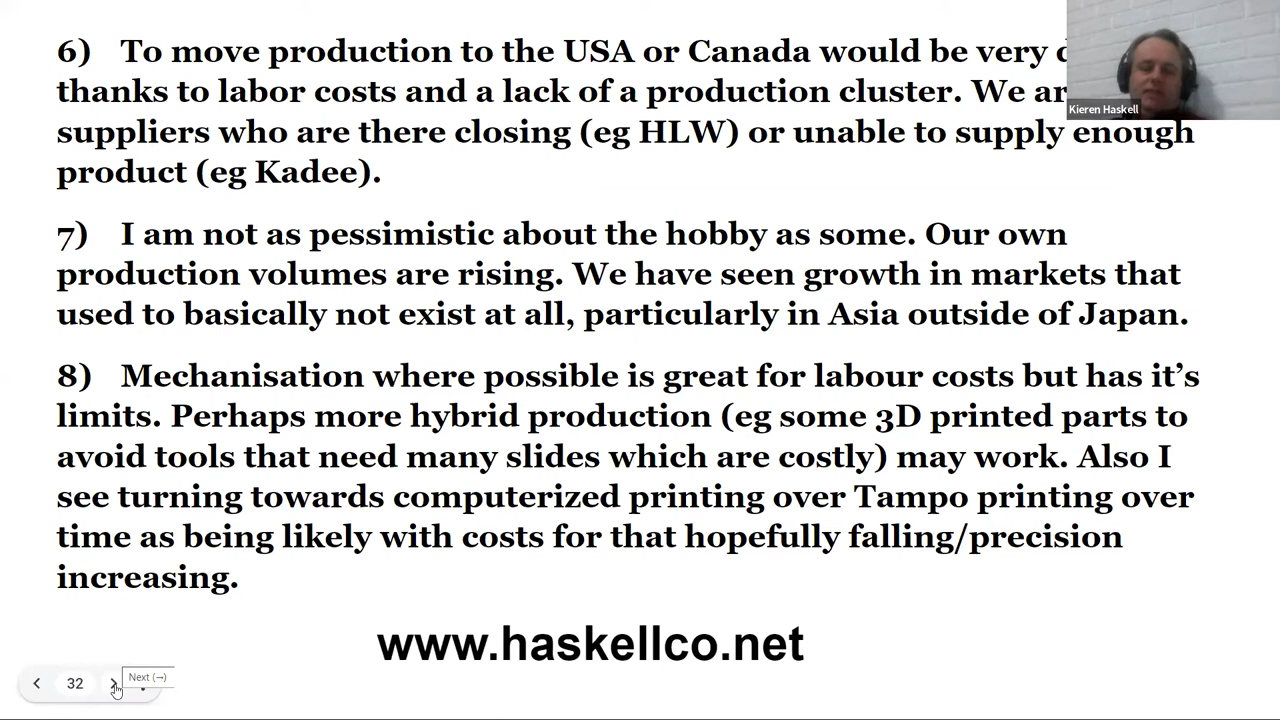 6) To move production to the USA or Canada would be very
thanks to labor costs and a lack of a production cluster. We
suppliers who are there closing (eg HLW) or unable to supply enough
product (eg Kadee).
7) I am not as pessimistic about the hobby as some. Our own
production volumes are rising. We have seen growth in markets that
used to basically not exist at all, particularly in Asia outside of Japan.
8) Mechanisation where possible is great for labour costs but has it’s
limits. Perhaps more hybrid production (eg some 3D printed parts to
avoid tools that need many slides which are costly) may work. Also I
see turning towards computerized printing over Tampo printing over
time as being likely with costs for that hopefully falling/precision
increasing.
www.haskellco.net
Kieren Haskell
32
Next (→)